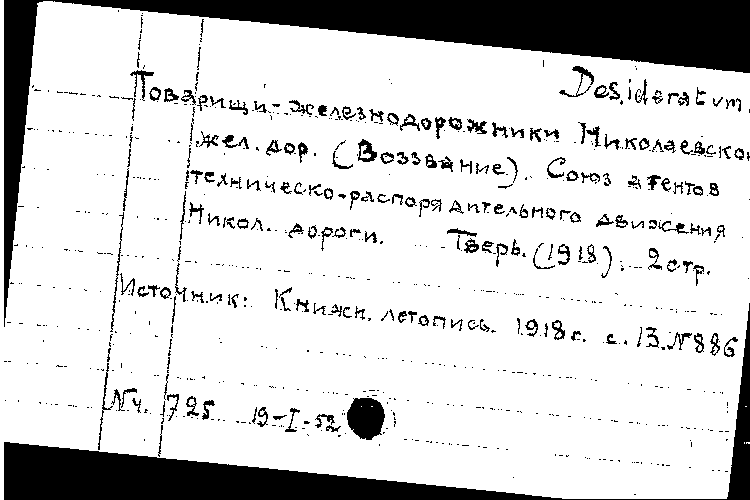 Desideratum.
Товарищи-железнодорожники Николаевской
жел. дор. (Воззвание). Союз агентов
техническо-распорядительного движения
Никол. дороги. Тверь. (1918). 2 стр.
Источник: Книжн. летопись. 1918 г. с. 13. № 886
Nч. 725 19-I-52